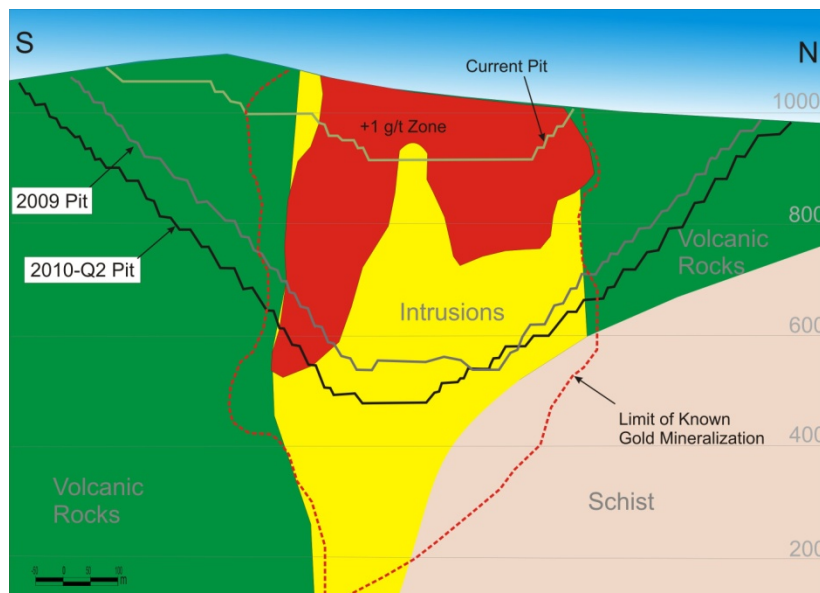 S
N
Current Pit
1000
+1 g/t Zone
2009 Pit
800
2010-Q2 Pit
Volcanic
Rocks
Intrusions
600
Limit of Known
Gold Mineralization
400
Volcanic
Rocks
Schist
200
m